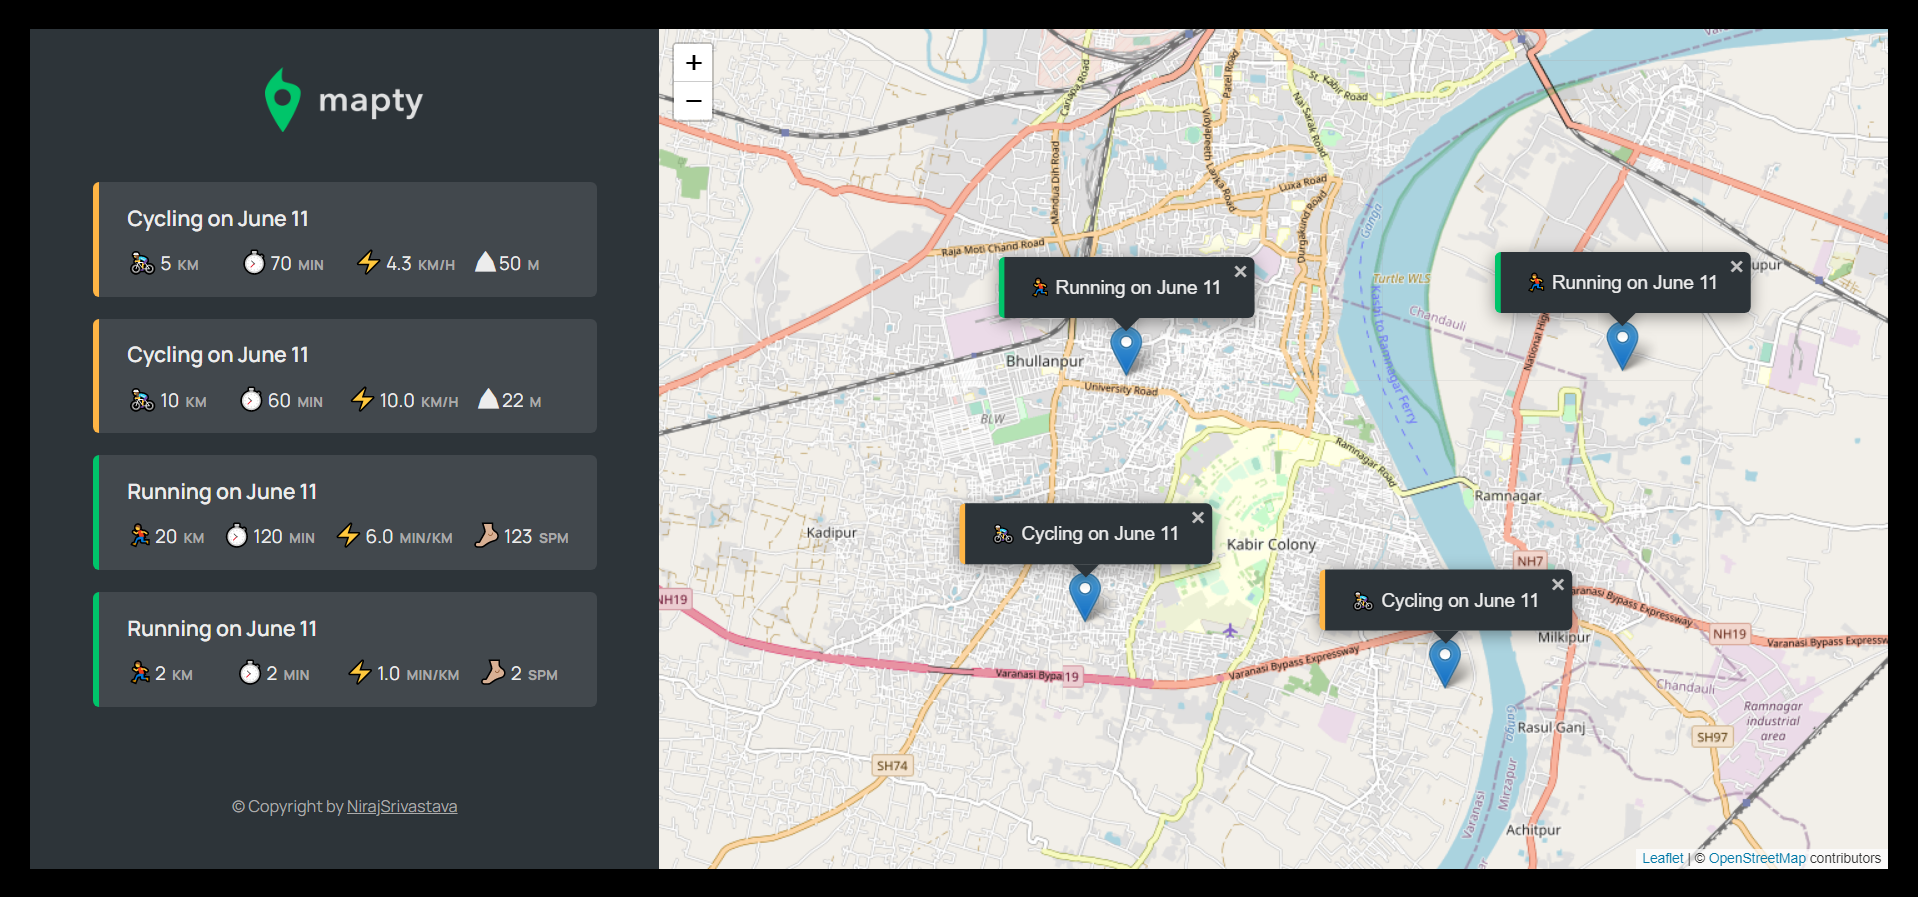 mapty
Cycling on June 11
5 KM 70 MIN 4.3 KM/H 50 M
Cycling on June 11
10 KM 60 MIN 10.0 KM/H 22 M
Running on June 11
20 KM 120 MIN 6.0 MIN/KM 123 SPM
Running on June 11
2 KM 2 MIN 1.0 MIN/KM 2 SPM
© Copyright by NirajSrivastava
+
−
Lanapa Road
Patel Road
St. Kabir Road
Nai Sarak Road
Vidyapeeth Lanka Road
Mandua Dih Road
Luxa Road
Durgakund Road
Raja Moti Chand Road
Ganga
Turtle WLS
Kashi to Ramnagar Ferry
Chandauli
National Hig
upur
Running on June 11 ×
Running on June 11 ×
Bhullanpur
University Road
BLW
Ramnagar Road
Ramnagar
Kadipur
Cycling on June 11 ×
Kabir Colony
NH7
Cycling on June 11 ×
NH19
aranasi Bypass Expressway
NH19
Varanasi Bypass Expressw
Milkipur
Varanasi Bypa
19
Varanasi Bypass Expressway
Chandauli
Ramnagar
industrial
area
Ganga
Rasul Ganj
SH97
SH74
Mirzapur
Varanasi
Achitpur
Leaflet | © OpenStreetMap contributors